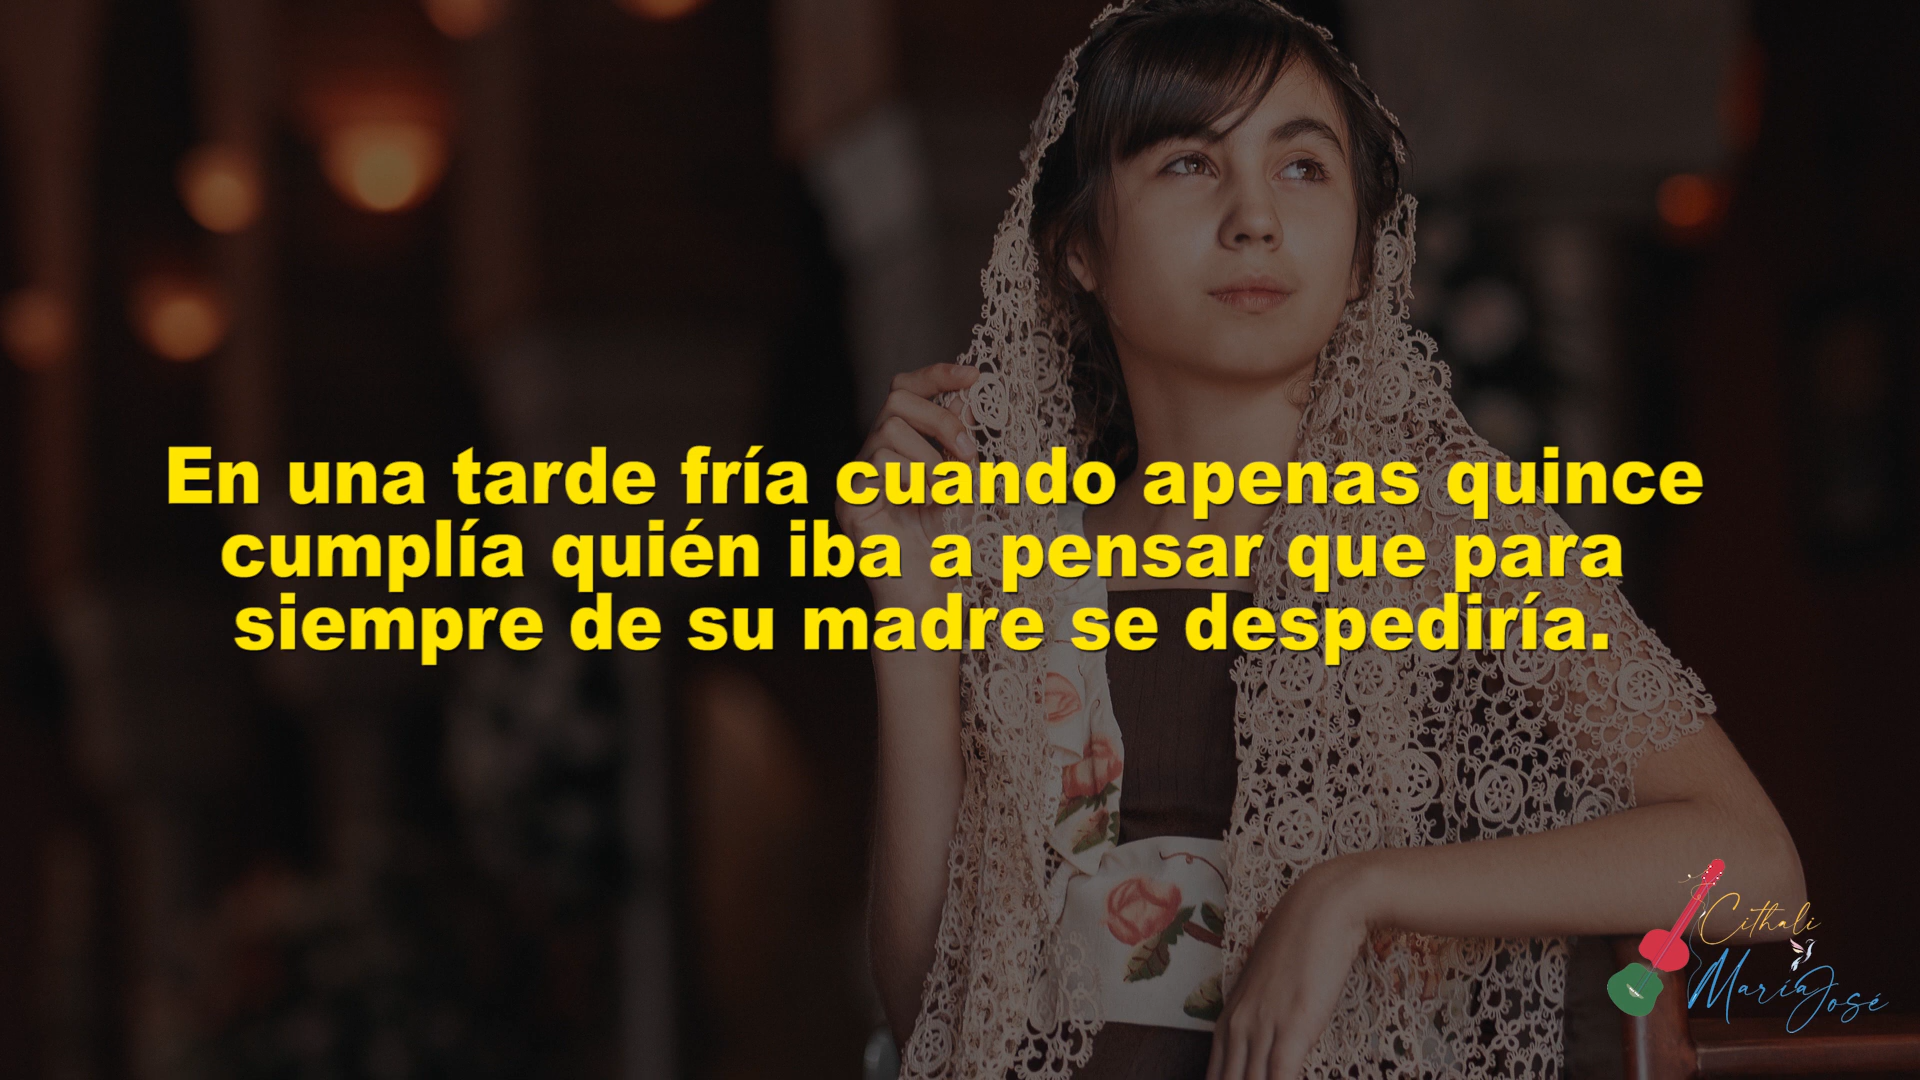 En una tarde fría cuando apenas quince
cumplía quién iba a pensar que para
siempre de su madre se despediría.
Cithali
María José